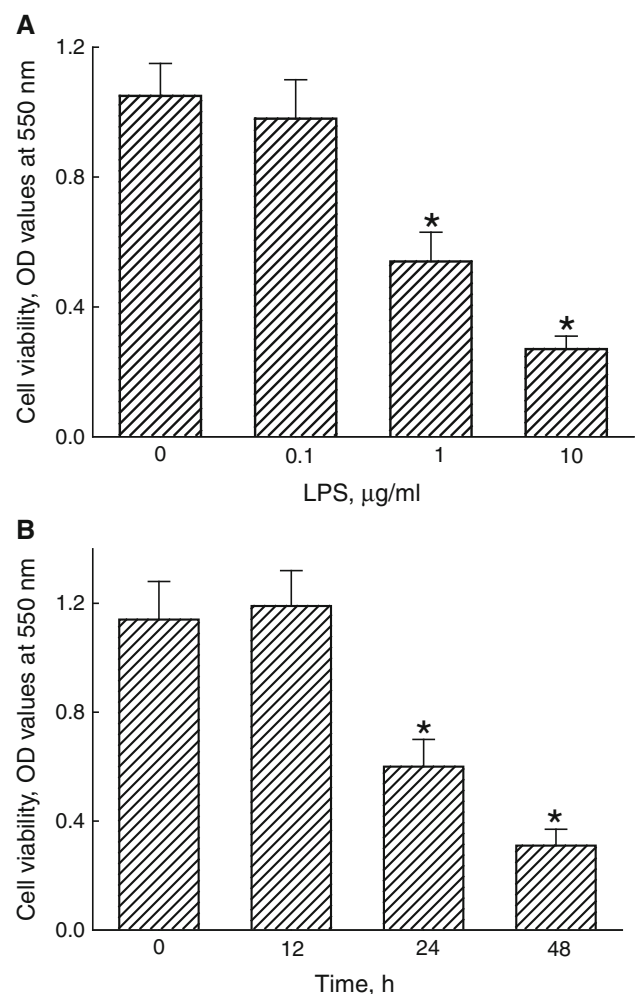 A
Cell viability, OD values at 550 nm
1.2
0.8
0.4
0.0
*
*
0 0.1 1 10
LPS, μg/ml
B
Cell viability, OD values at 550 nm
1.2
0.8
0.4
0.0
*
*
0 12 24 48
Time, h